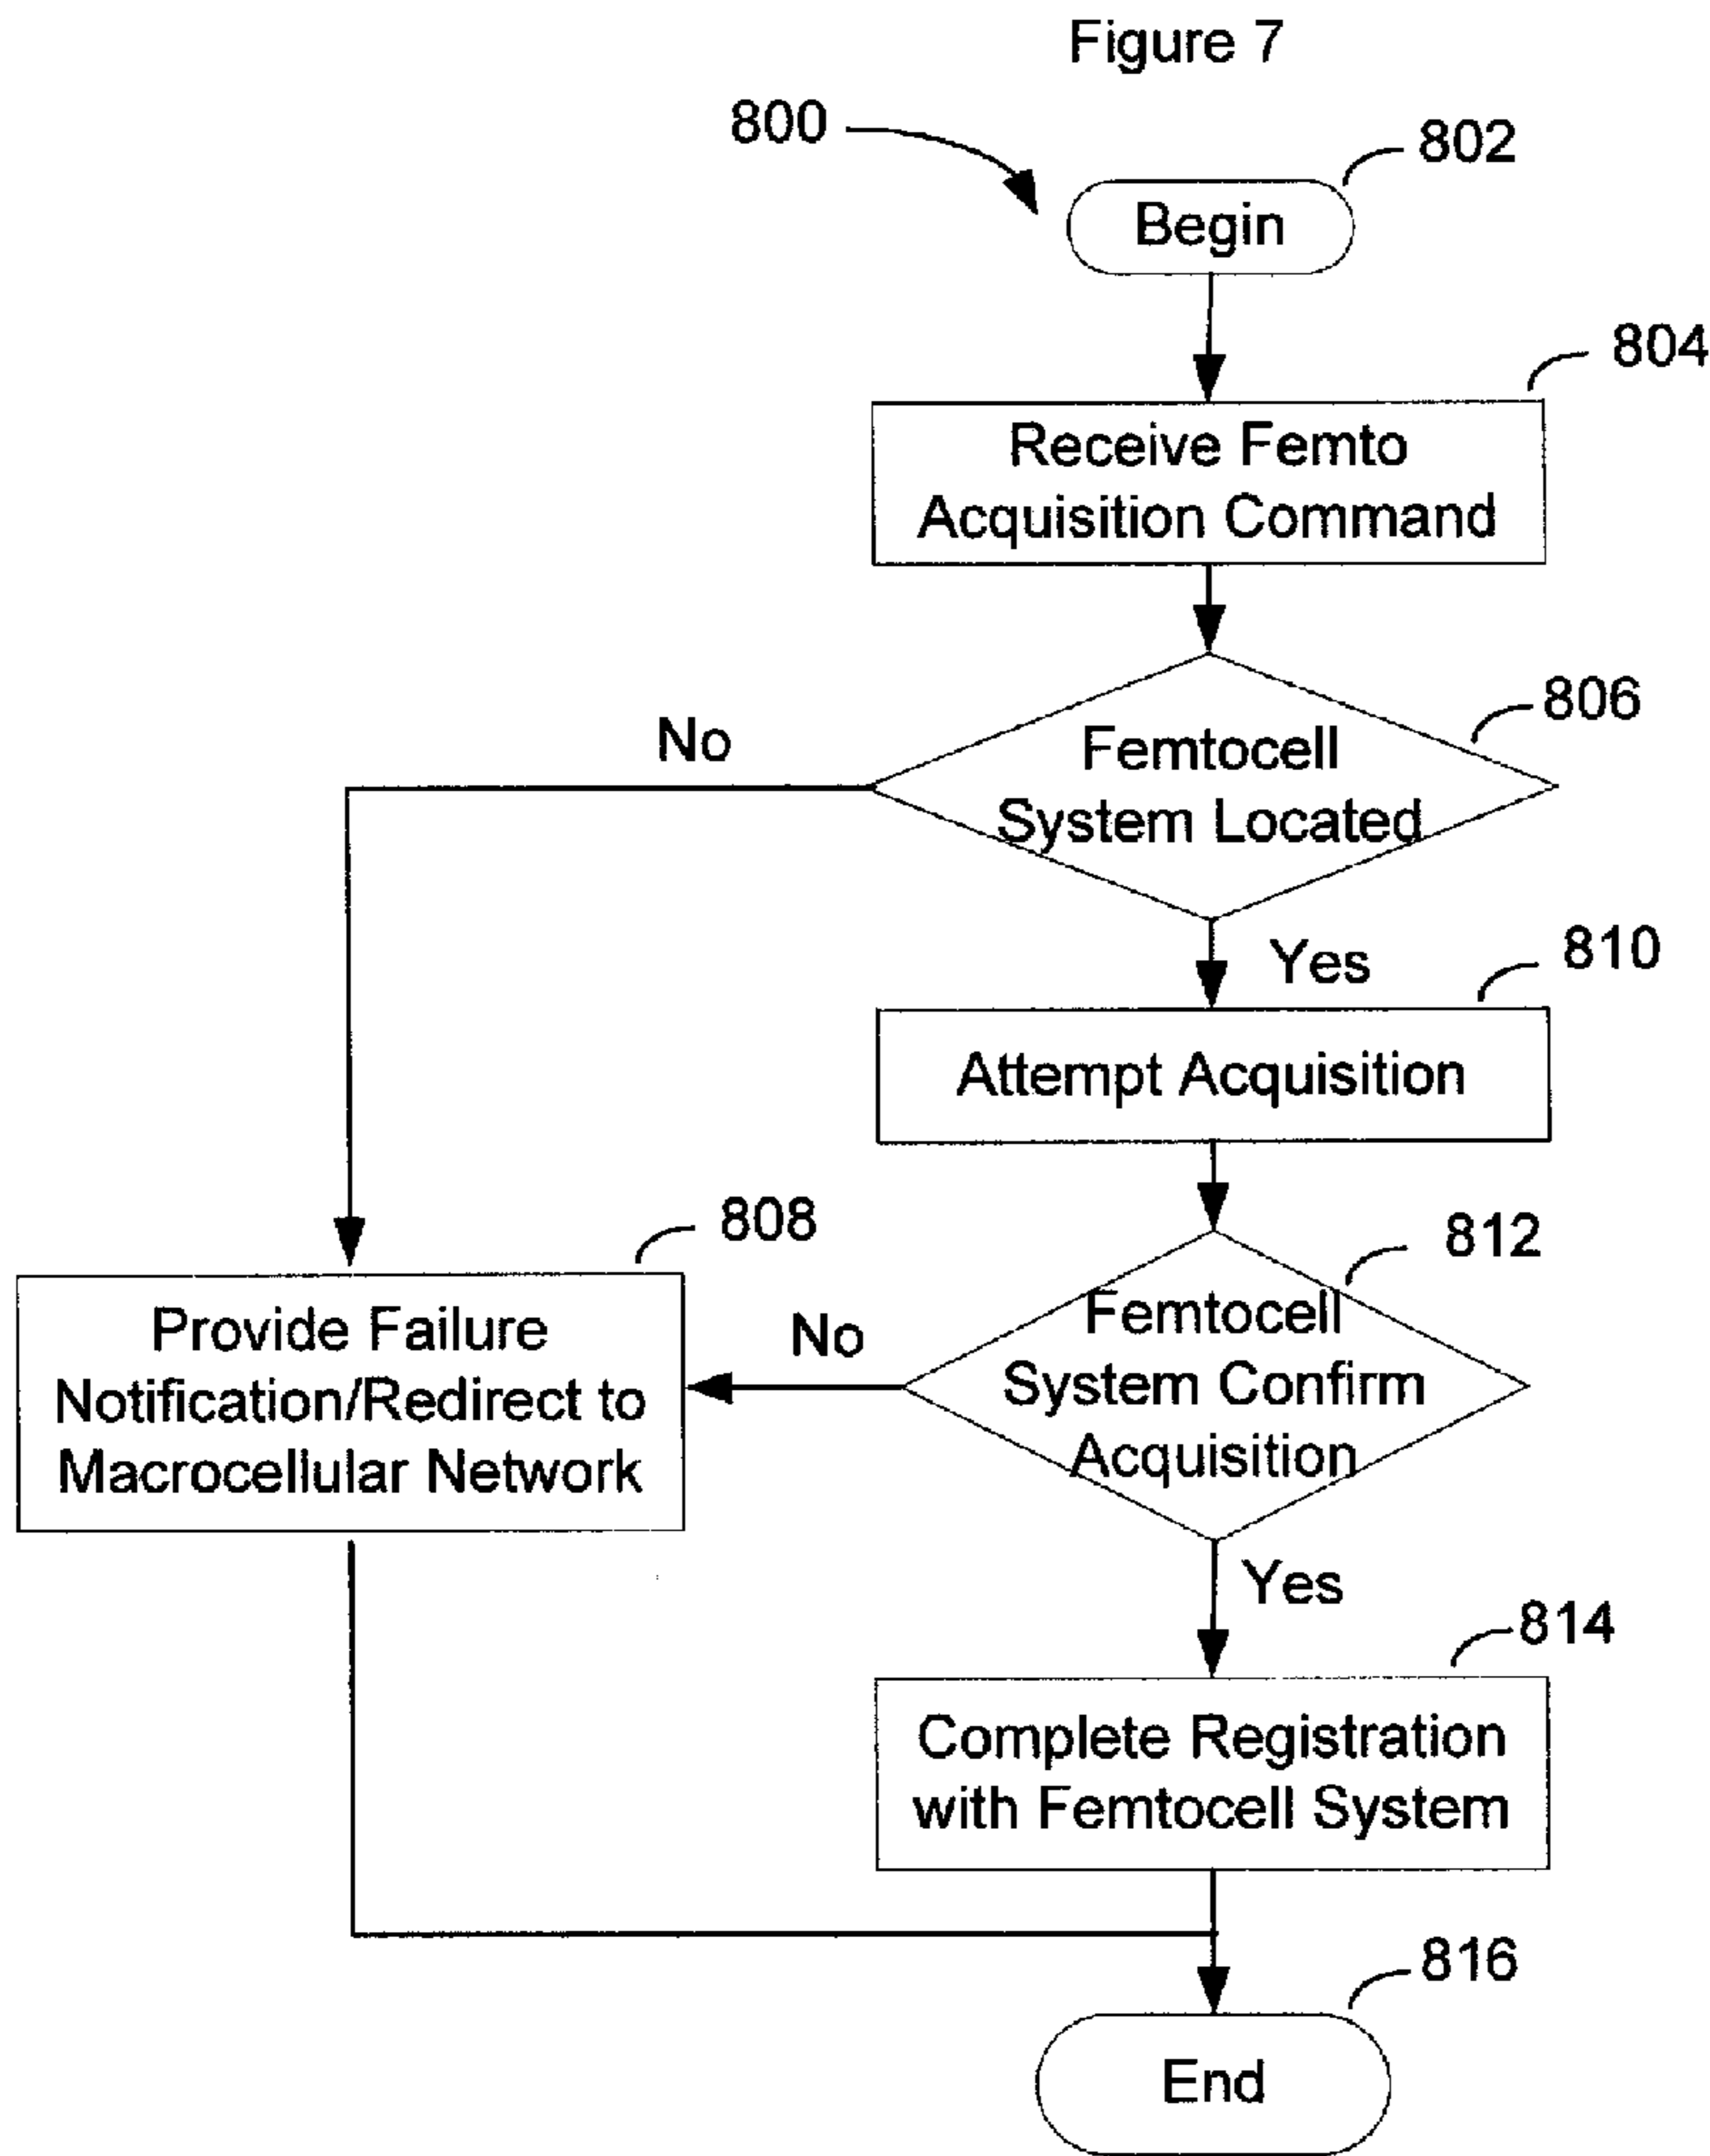 Figure 7
800
802
Begin
804
Receive Femto
Acquisition Command
806
Femtocell
System Located
No
Yes
810
Attempt Acquisition
808
Provide Failure
Notification/Redirect to
Macrocellular Network
812
Femtocell
System Confirm
Acquisition
No
Yes
814
Complete Registration
with Femtocell System
816
End